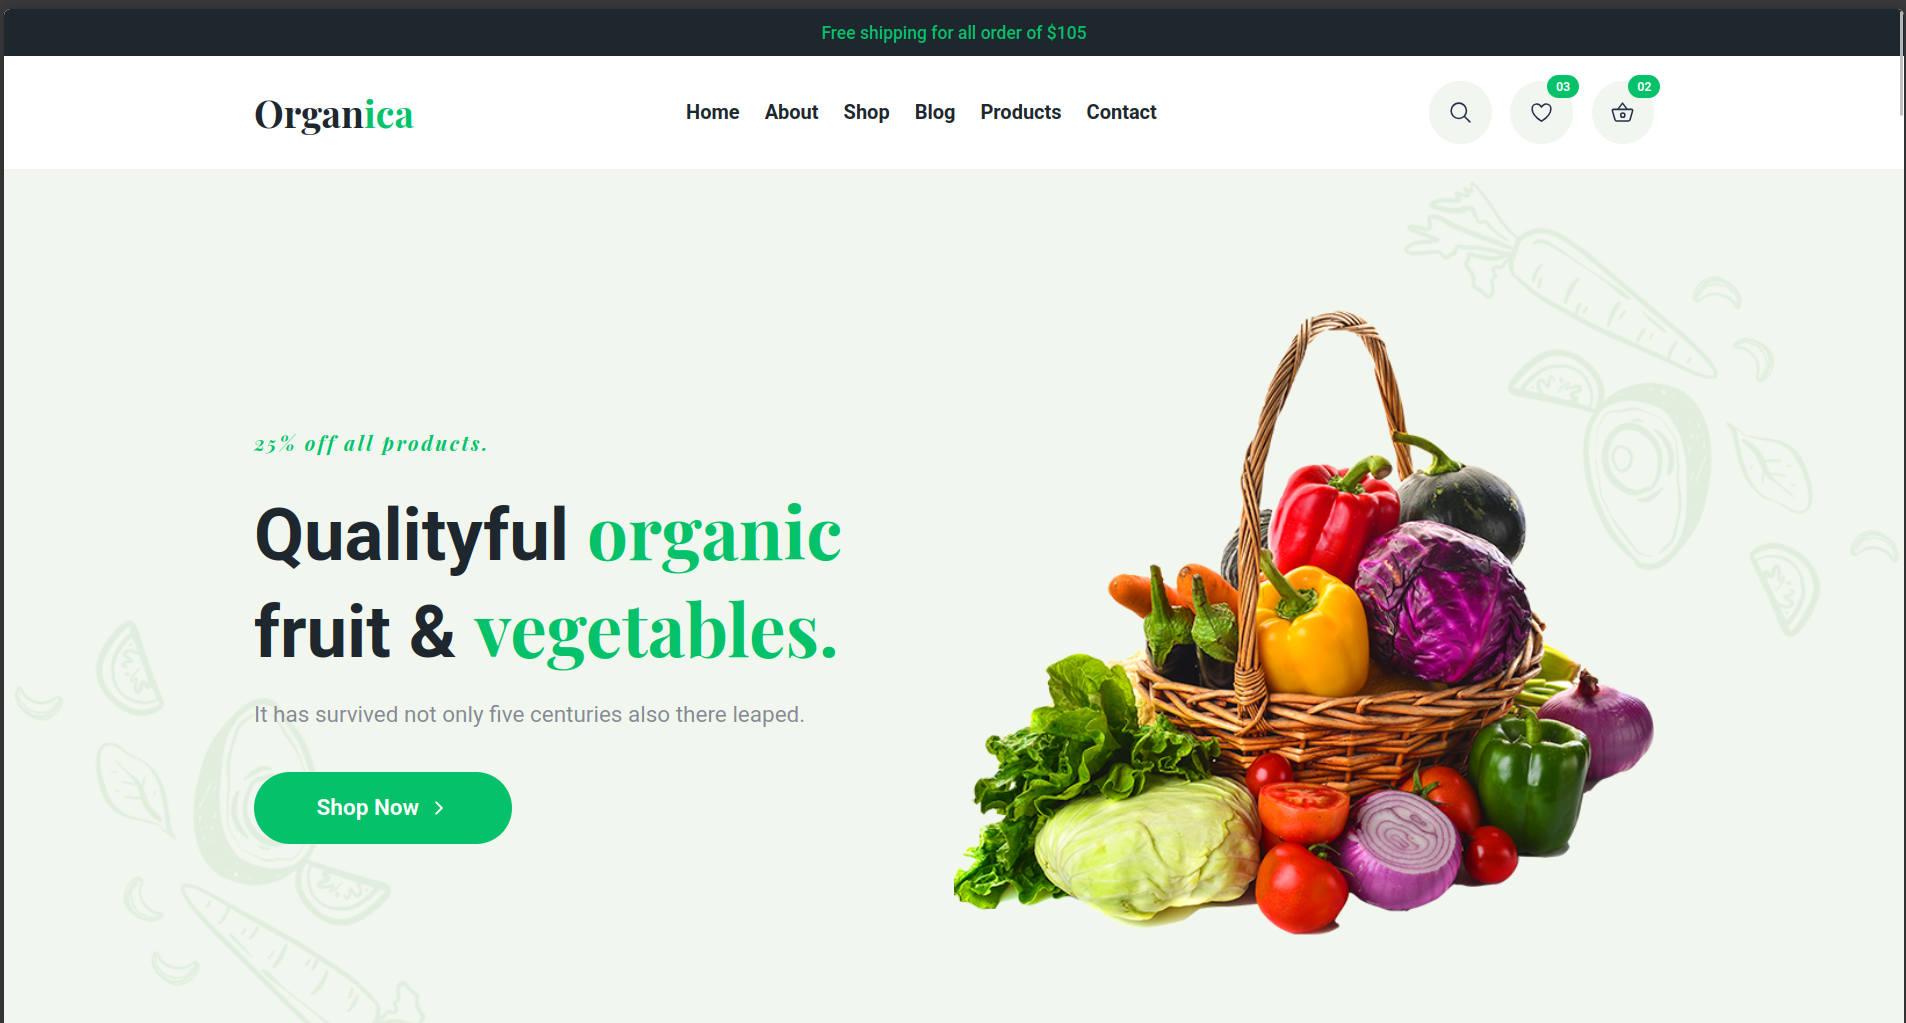 Free shipping for all order of $105
Organica
Home About Shop Blog Products Contact
03 02
25% off all products.
Qualityful organic
fruit & vegetables.
It has survived not only five centuries also there leaped.
Shop Now